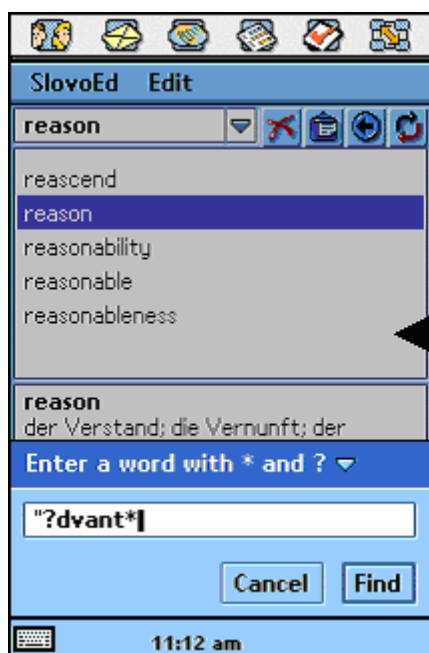 SlovoEd Edit
reason
reascend
reason
reasonability
reasonable
reasonableness
reason
der Verstand; die Vernunft; der
Enter a word with * and ?
"?dvant*
Cancel Find
11:12 am